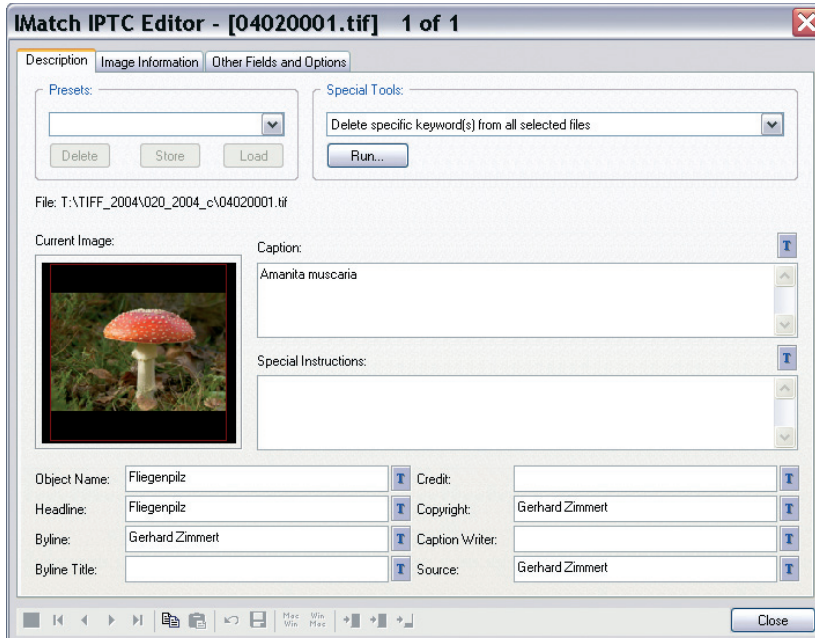 IMatch IPTC Editor - [04020001.tif]   1 of 1
Description Image Information Other Fields and Options
Presets:
Delete Store Load
Special Tools:
Delete specific keyword(s) from all selected files
Run...
File: T:\TIFF_2004\020_2004_c\04020001.tif
Current Image:
Caption: T
Amanita muscaria
Special Instructions: T
Object Name: Fliegenpilz T Credit: T
Headline: Fliegenpilz T Copyright: Gerhard Zimmert T
Byline: Gerhard Zimmert T Caption Writer: T
Byline Title: T Source: Gerhard Zimmert T
Mac Win
Win Mac
Close